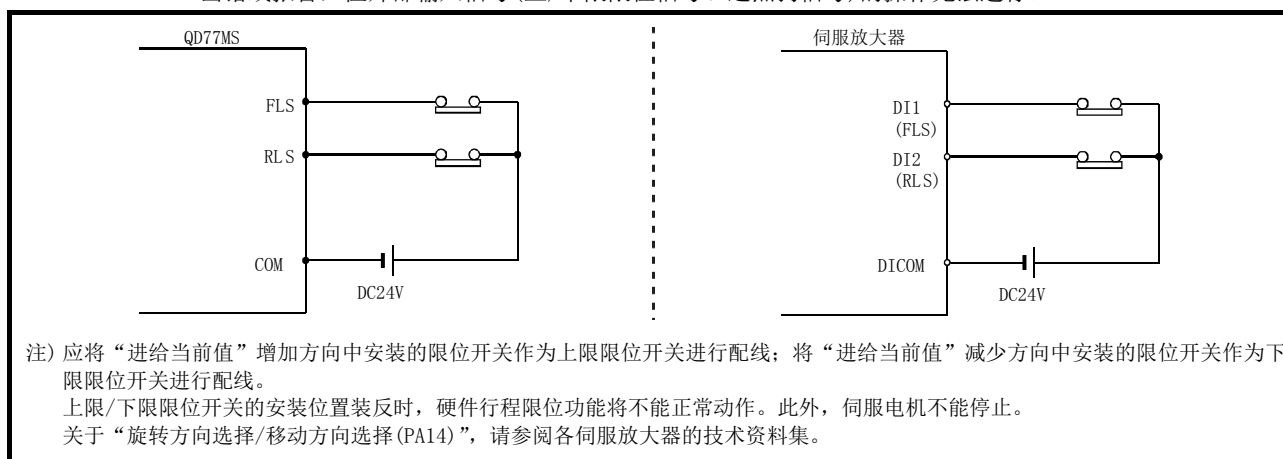 QD77MS
伺服放大器
FLS
DI1
(FLS)
RLS
DI2
(RLS)
COM
DICOM
DC24V
DC24V
注) 应将“进给当前值”增加方向中安装的限位开关作为上限限位开关进行配线; 将“进给当前值”减少方向中安装的限位开关作为下
限限位开关进行配线。
上限/下限限位开关的安装位置装反时, 硬件行程限位功能将不能正常动作。此外, 伺服电机不能停止。
关于“旋转方向选择/移动方向选择(PA14)”, 请参阅各伺服放大器的技术资料集。